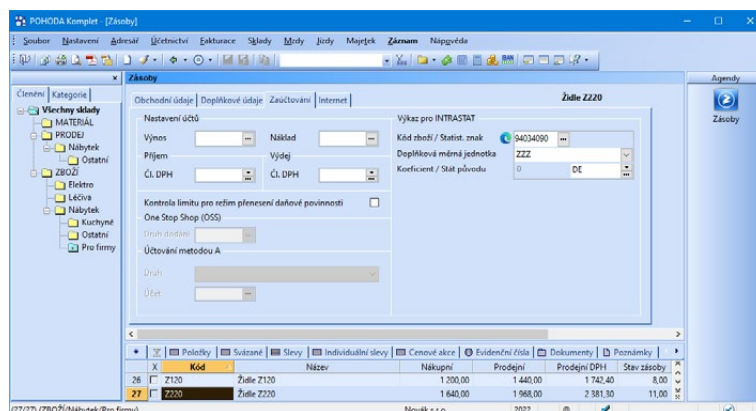 POHODA Komplet - [Zásoby]
Soubor Nastavení Adresář Účetnictví Fakturace Sklady Mzdy Jízdy Majetek Záznam Nápověda
Zásoby
Agendy
Členění Kategorie
Obchodní údaje Doplňkové údaje Zaúčtování Internet
Židle Z220
Všechny sklady
MATERIÁL
PRODEJ
Nábytek
Ostatní
ZBOŽÍ
Elektro
Léčiva
Nábytek
Kuchyně
Ostatní
Pro firmy
Nastavení účtů
Výnos
Náklad
Příjem
Výdej
Čl. DPH
Čl. DPH
Kontrola limitu pro režim přenesení daňové povinnosti
One Stop Shop (OSS)
Druh dodání
Účtování metodou A
Druh
Účet
Výkaz pro INTRASTAT
Kód zboží / Statist. znak 94034090
Doplňková měrná jednotka ZZZ
Koeficient / Stát původu 0 DE
Zásoby
Položky Svázané Slevy Individuální slevy Cenové akce Evidenční čísla Dokumenty Poznámky
X Kód Název Nákupní Prodejní Prodejní DPH Stav zásoby
26 Z120 Židle Z120 1 200,00 1 440,00 1 742,40 8,00
27 Z220 Židle Z220 1 640,00 1 968,00 2 381,30 11,00
(27/27) (ZBOŽÍ/Nábytek/Pro firmy) Novák s.r.o. 2022 @